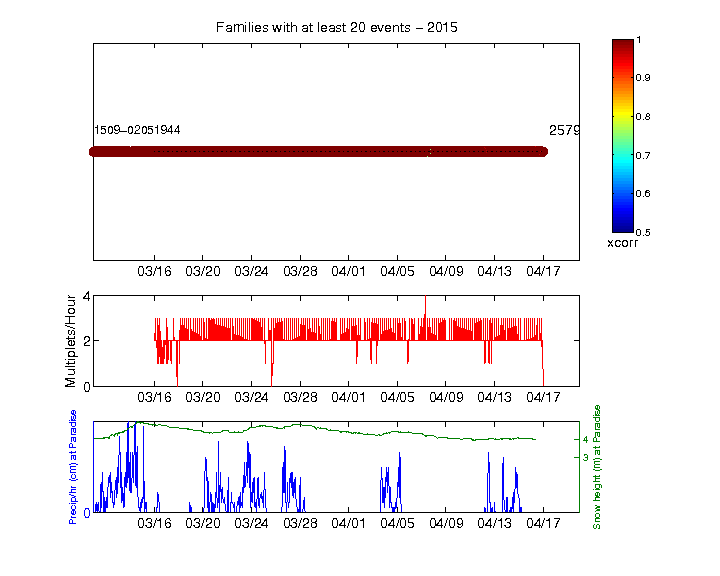 Families with at least 20 events – 2015
1509–02051944
2579
03/16 03/20 03/24 03/28 04/01 04/05 04/09 04/13 04/17
1
0.9
0.8
0.7
0.6
0.5
xcorr
Multiplets/Hour
4
2
0
03/16 03/20 03/24 03/28 04/01 04/05 04/09 04/13 04/17
Precip/hr (cm) at Paradise
0
4
3
Snow height (m) at Paradise
03/16 03/20 03/24 03/28 04/01 04/05 04/09 04/13 04/17